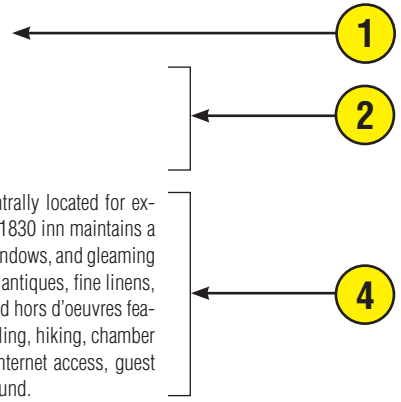 1
2
trally located for ex-
1830 inn maintains a
ndows, and gleaming
antiques, fine linens,
d hors d'oeuvres fea-
4
ling, hiking, chamber
nternet access, guest
und.